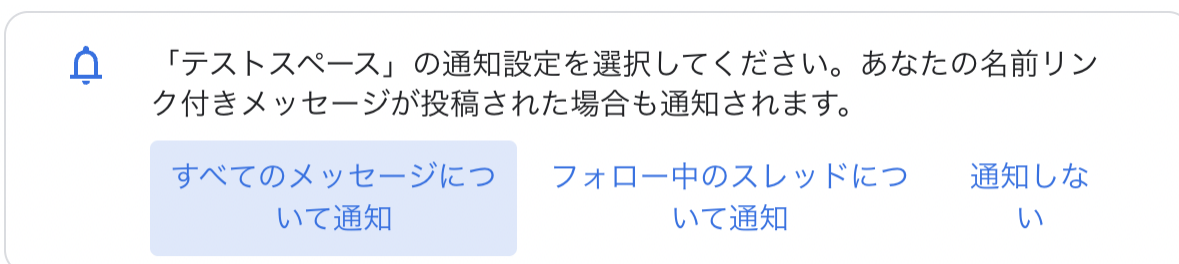 「テストスペース」の通知設定を選択してください。あなたの名前リン
ク付きメッセージが投稿された場合も通知されます。
すべてのメッセージにつ
いて通知
フォロー中のスレッドにつ
いて通知
通知しな
い